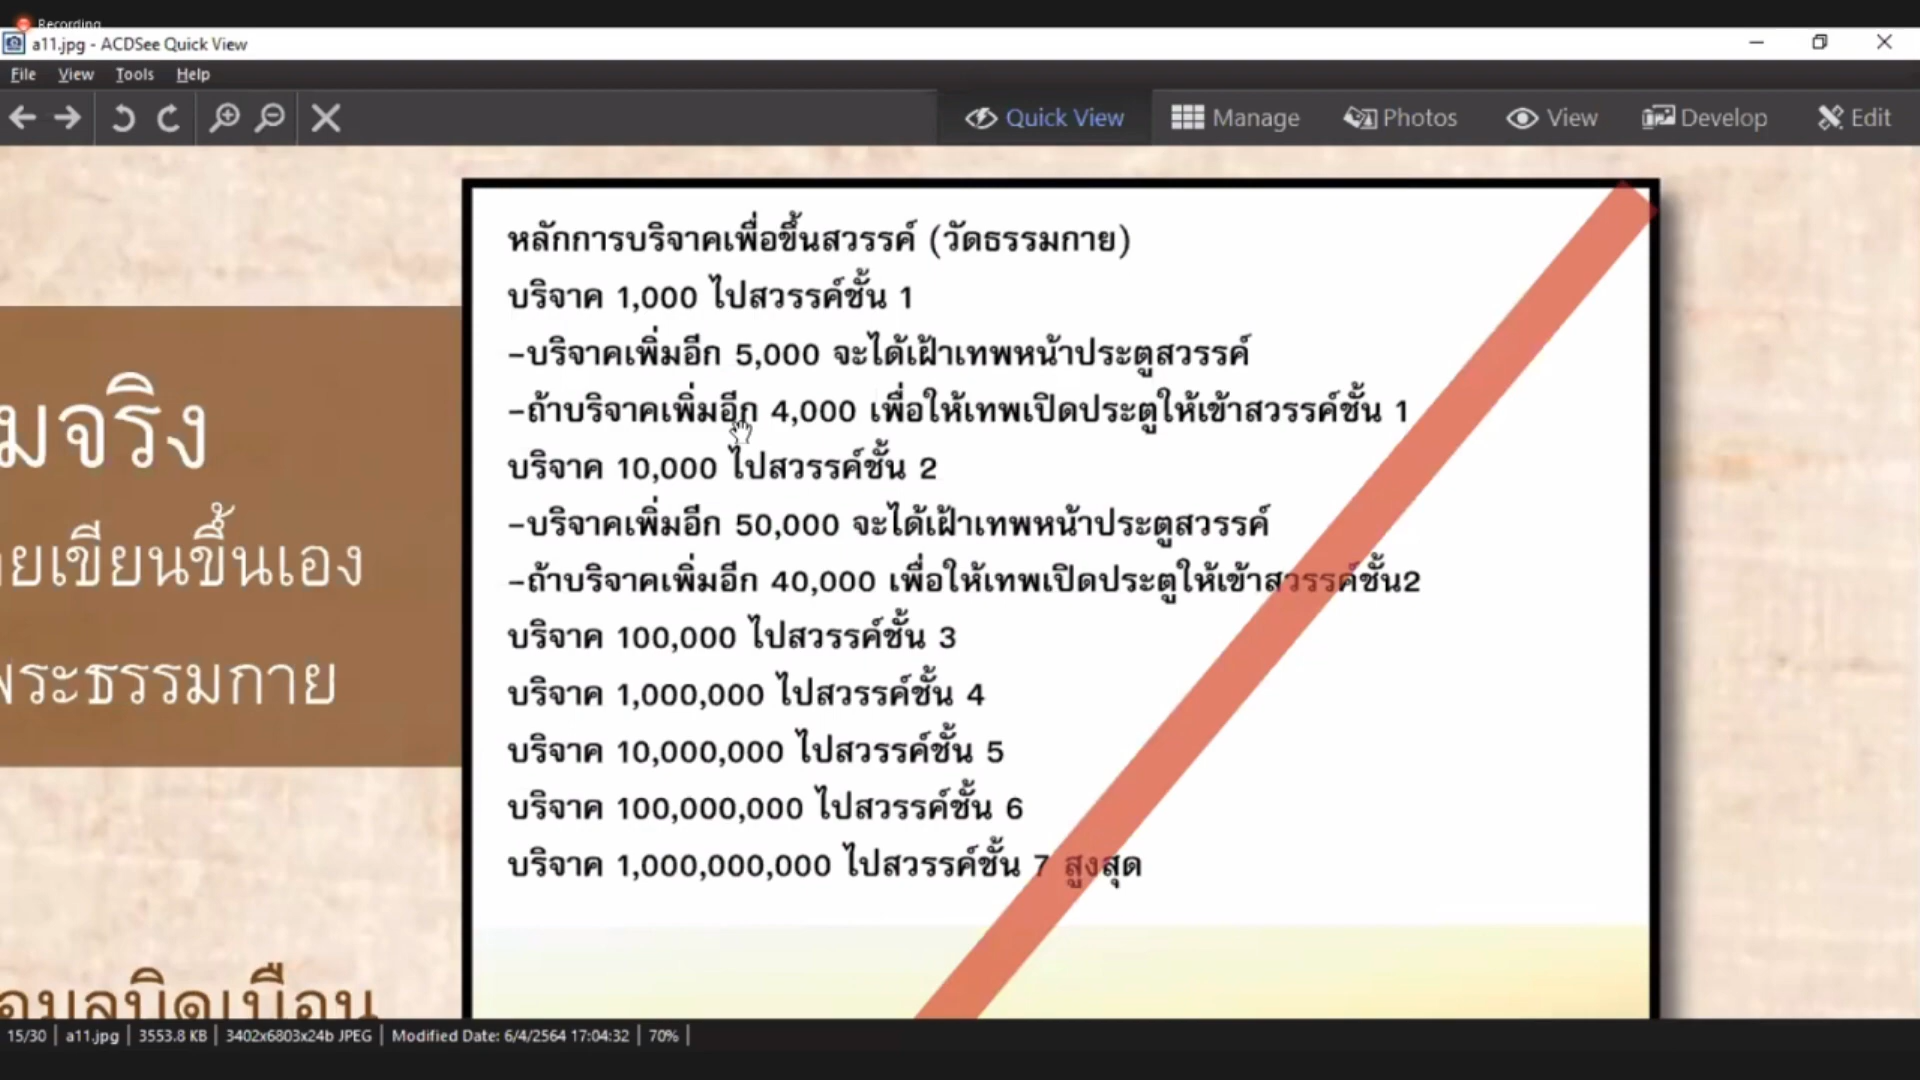 Recording
a11.jpg - ACDSee Quick View
File View Tools Help
Quick View Manage Photos View Develop Edit
หลักการบริจาคเพื่อขึ้นสวรรค์ (วัดธรรมกาย)
บริจาค 1,000 ไปสวรรค์ชั้น 1
-บริจาคเพิ่มอีก 5,000 จะได้เฝ้าเทพหน้าประตูสวรรค์
-ถ้าบริจาคเพิ่มอีก 4,000 เพื่อให้เทพเปิดประตูให้เข้าสวรรค์ชั้น 1
บริจาค 10,000 ไปสวรรค์ชั้น 2
-บริจาคเพิ่มอีก 50,000 จะได้เฝ้าเทพหน้าประตูสวรรค์
-ถ้าบริจาคเพิ่มอีก 40,000 เพื่อให้เทพเปิดประตูให้เข้าสวรรค์ชั้น2
บริจาค 100,000 ไปสวรรค์ชั้น 3
บริจาค 1,000,000 ไปสวรรค์ชั้น 4
บริจาค 10,000,000 ไปสวรรค์ชั้น 5
บริจาค 100,000,000 ไปสวรรค์ชั้น 6
บริจาค 1,000,000,000 ไปสวรรค์ชั้น 7 สูงสุด
มจริง
ยเขียนขึ้นเอง
พระธรรมกาย
มูลบิดเบือน
15/30 a11.jpg 3553.8 KB 3402x6803x24b JPEG Modified Date: 6/4/2564 17:04:32 70%